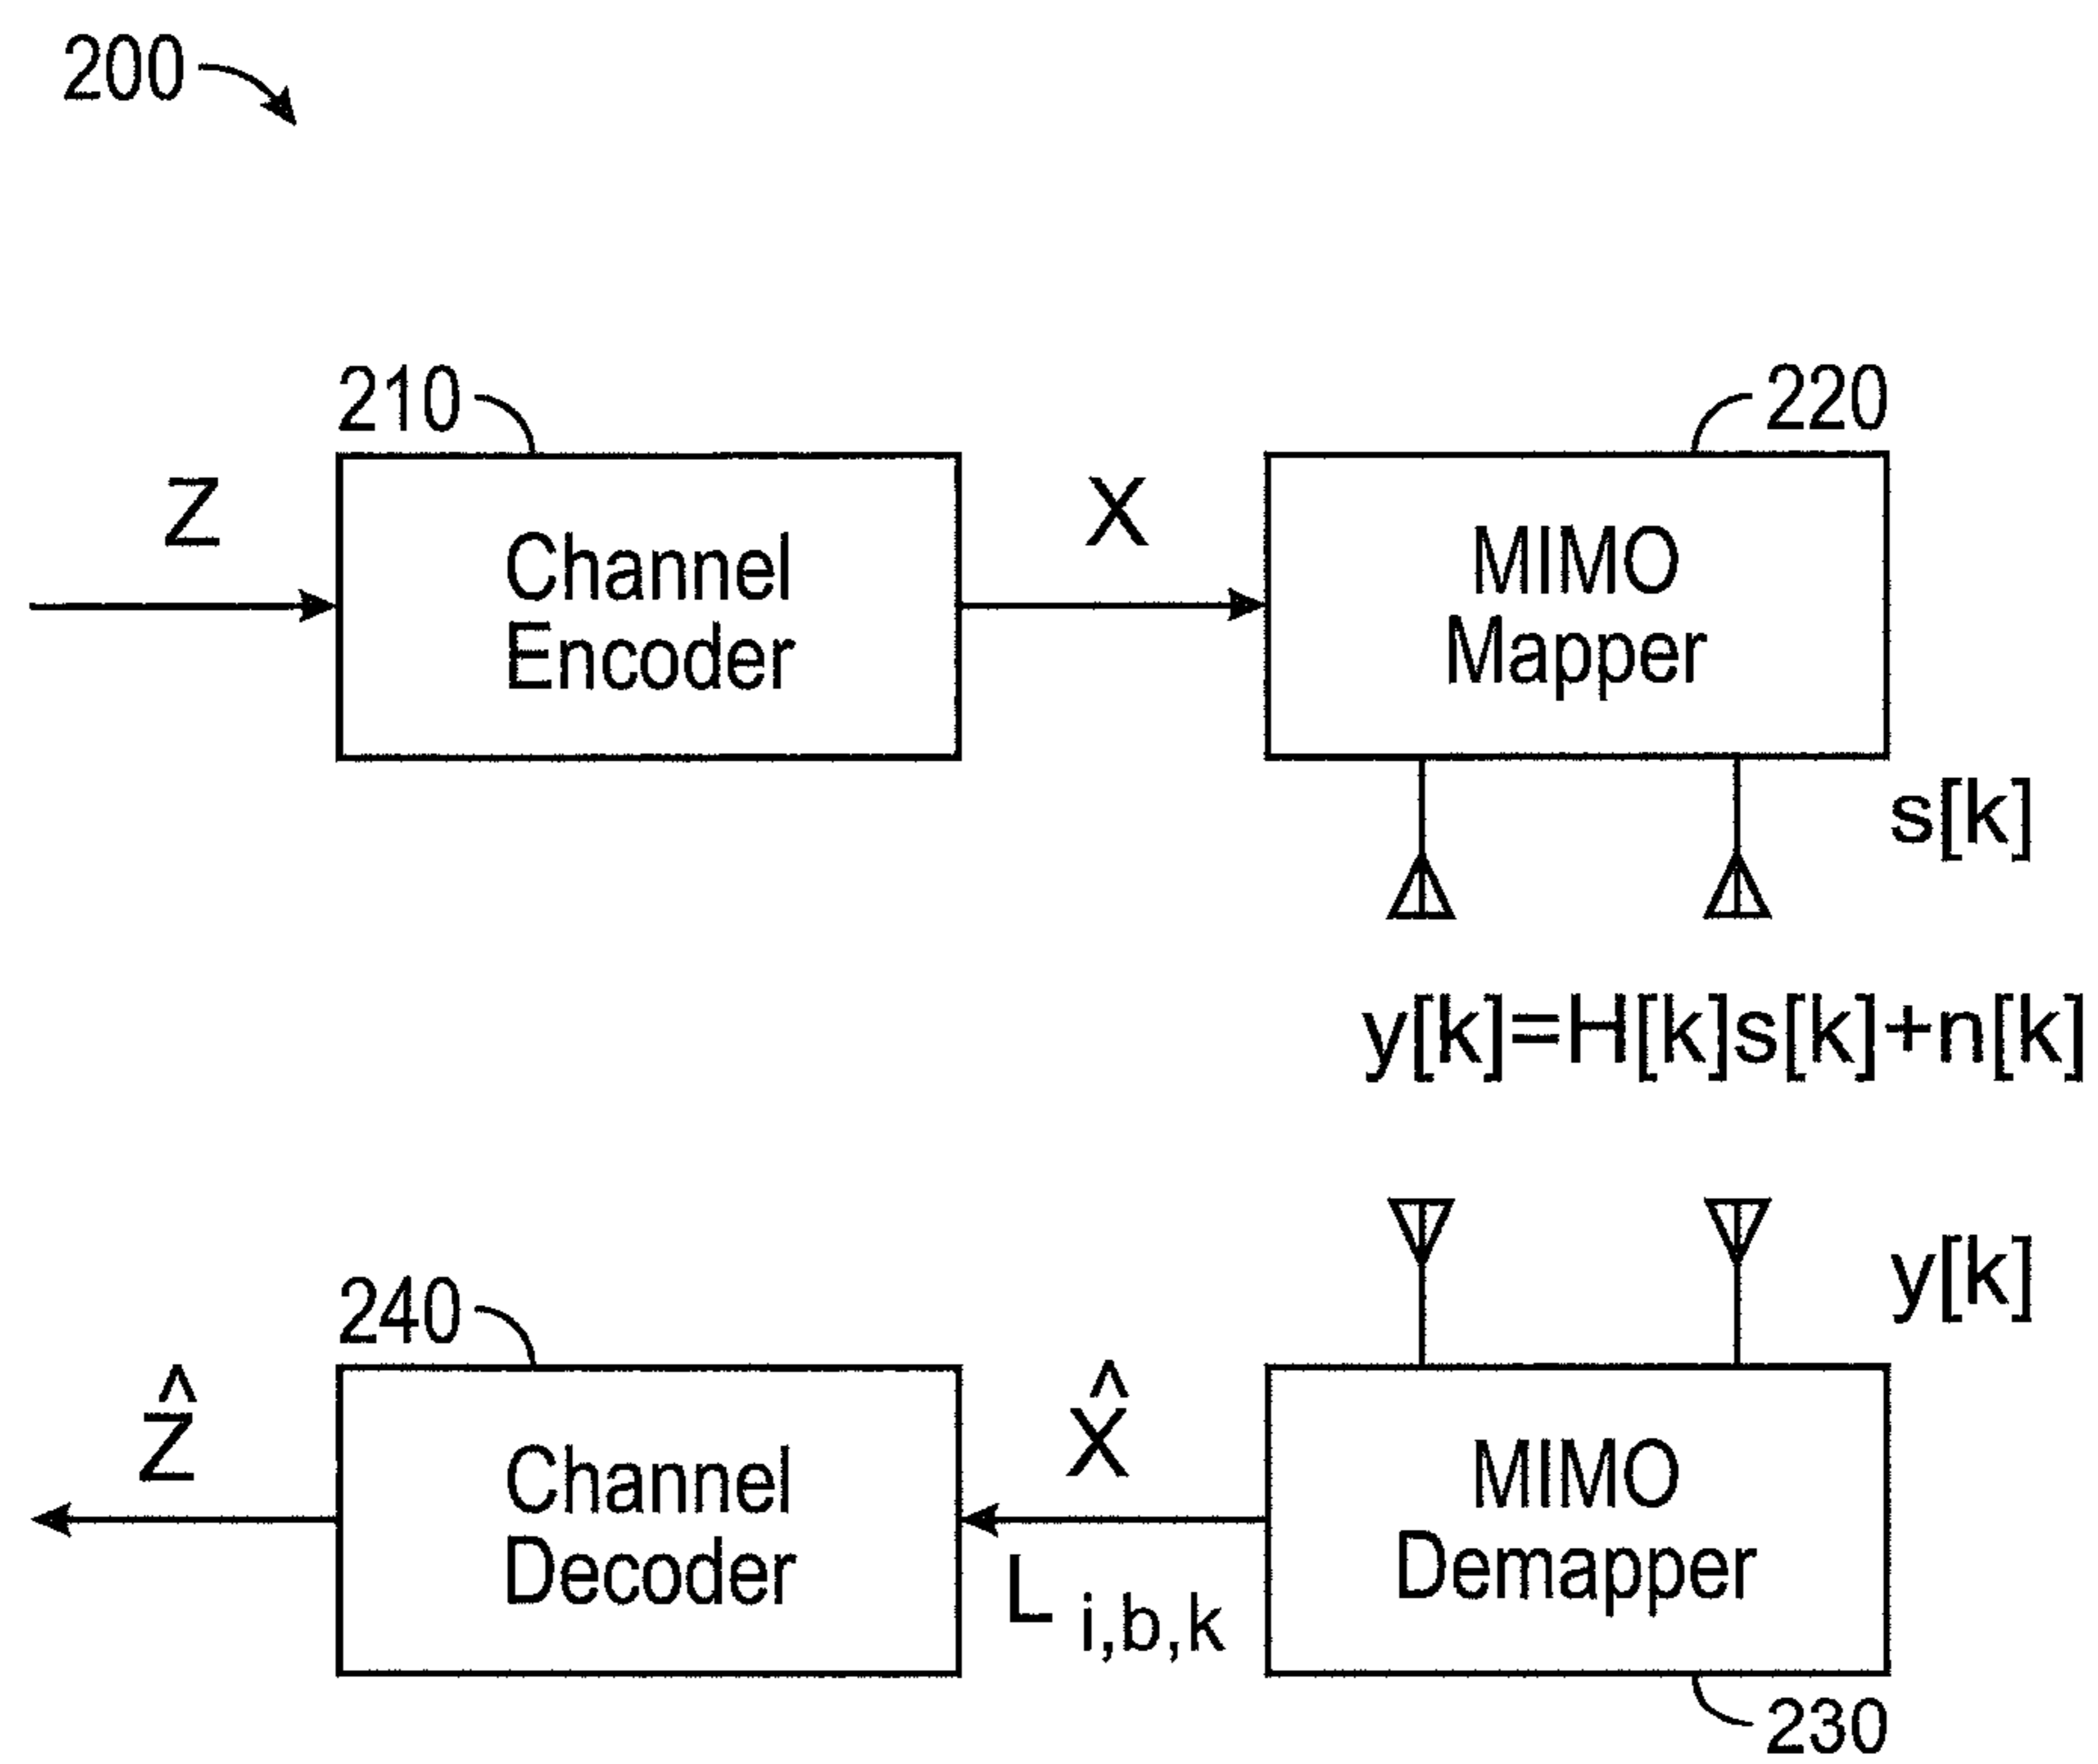 200
210
220
Z
Channel
Encoder
X
MIMO
Mapper
s[k]
y[k]=H[k]s[k]+n[k]
y[k]
240
Ẑ
Channel
Decoder
X̂
L i,b,k
MIMO
Demapper
230